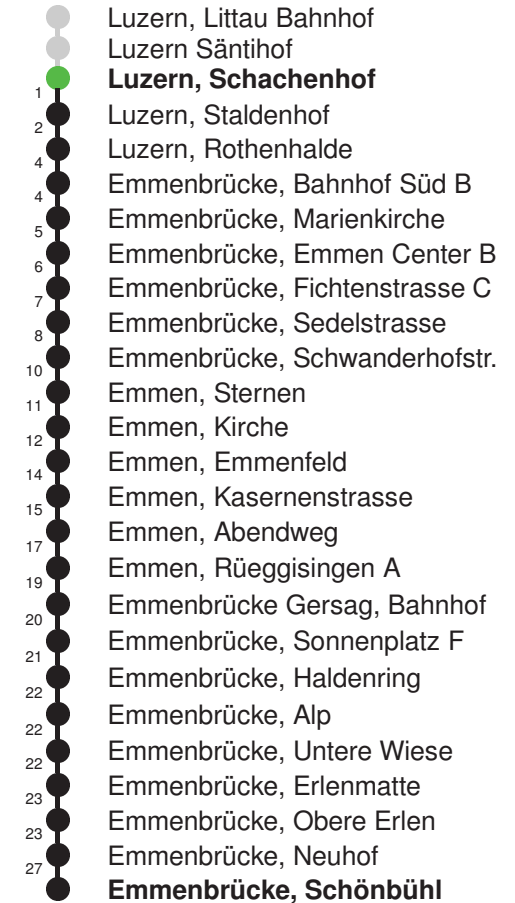 Luzern, Littau Bahnhof
Luzern Säntihof
Luzern, Schachenhof
1
Luzern, Staldenhof
2
Luzern, Rothenhalde
4
Emmenbrücke, Bahnhof Süd B
4
Emmenbrücke, Marienkirche
5
Emmenbrücke, Emmen Center B
6
Emmenbrücke, Fichtenstrasse C
7
Emmenbrücke, Sedelstrasse
8
Emmenbrücke, Schwanderhofstr.
10
Emmen, Sternen
11
Emmen, Kirche
12
Emmen, Emmenfeld
14
Emmen, Kasernenstrasse
15
Emmen, Abendweg
17
Emmen, Rüeggisingen A
19
Emmenbrücke Gersag, Bahnhof
20
Emmenbrücke, Sonnenplatz F
21
Emmenbrücke, Haldenring
22
Emmenbrücke, Alp
22
Emmenbrücke, Untere Wiese
22
Emmenbrücke, Erlenmatte
23
Emmenbrücke, Obere Erlen
23
Emmenbrücke, Neuhof
27
Emmenbrücke, Schönbühl